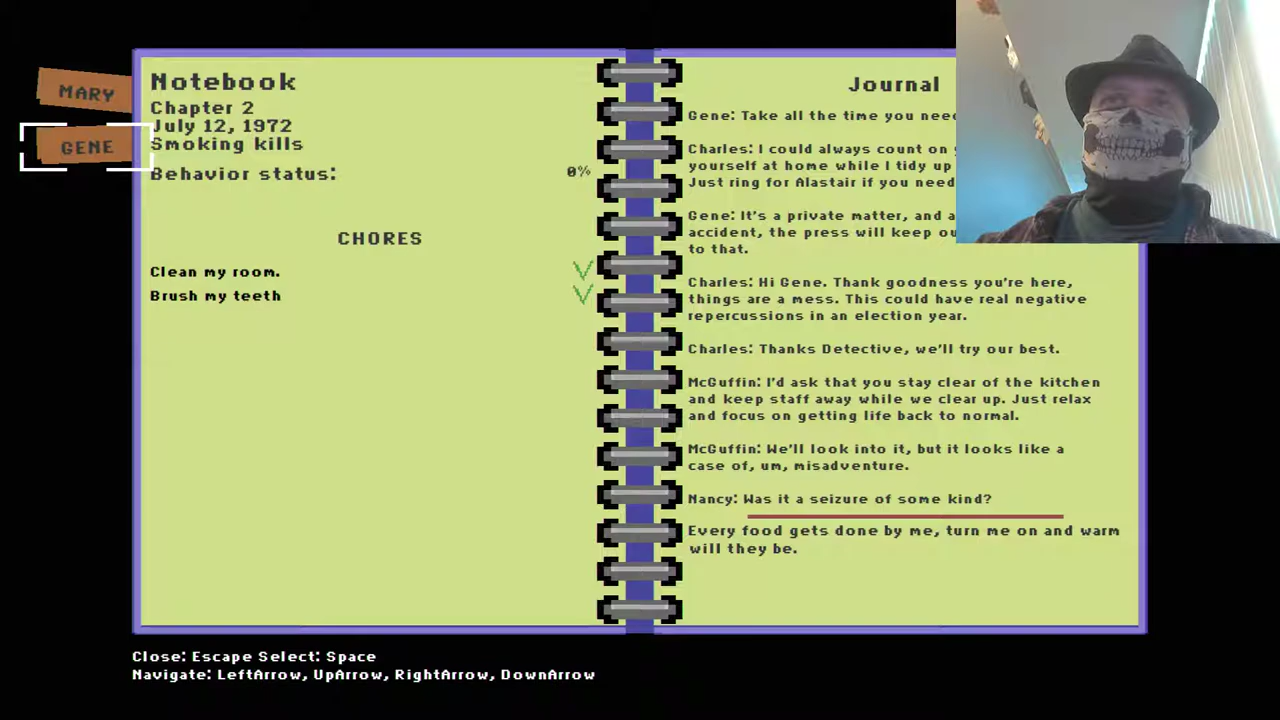 MARY
GENE
Notebook
Chapter 2
July 12, 1972
Smoking kills
Behavior status: 0%
CHORES
Clean my room.
Brush my teeth
Journal
Gene: Take all the time you
Charles: I could always count on
yourself at home while I tidy up
Just ring for Alastair if you need
Gene: It's a private matter, and a
accident, the press will keep
to that.
Charles: Hi Gene. Thank goodness you're here,
things are a mess. This could have real negative
repercussions in an election year.
Charles: Thanks Detective, we'll try our best.
McGuffin: I'd ask that you stay clear of the kitchen
and keep staff away while we clear up. Just relax
and focus on getting life back to normal.
McGuffin: We'll look into it, but it looks like a
case of, um, misadventure.
Nancy: Was it a seizure of some kind?
Every food gets done by me, turn me on and warm
will they be.
Close: Escape Select: Space
Navigate: LeftArrow, UpArrow, RightArrow, DownArrow